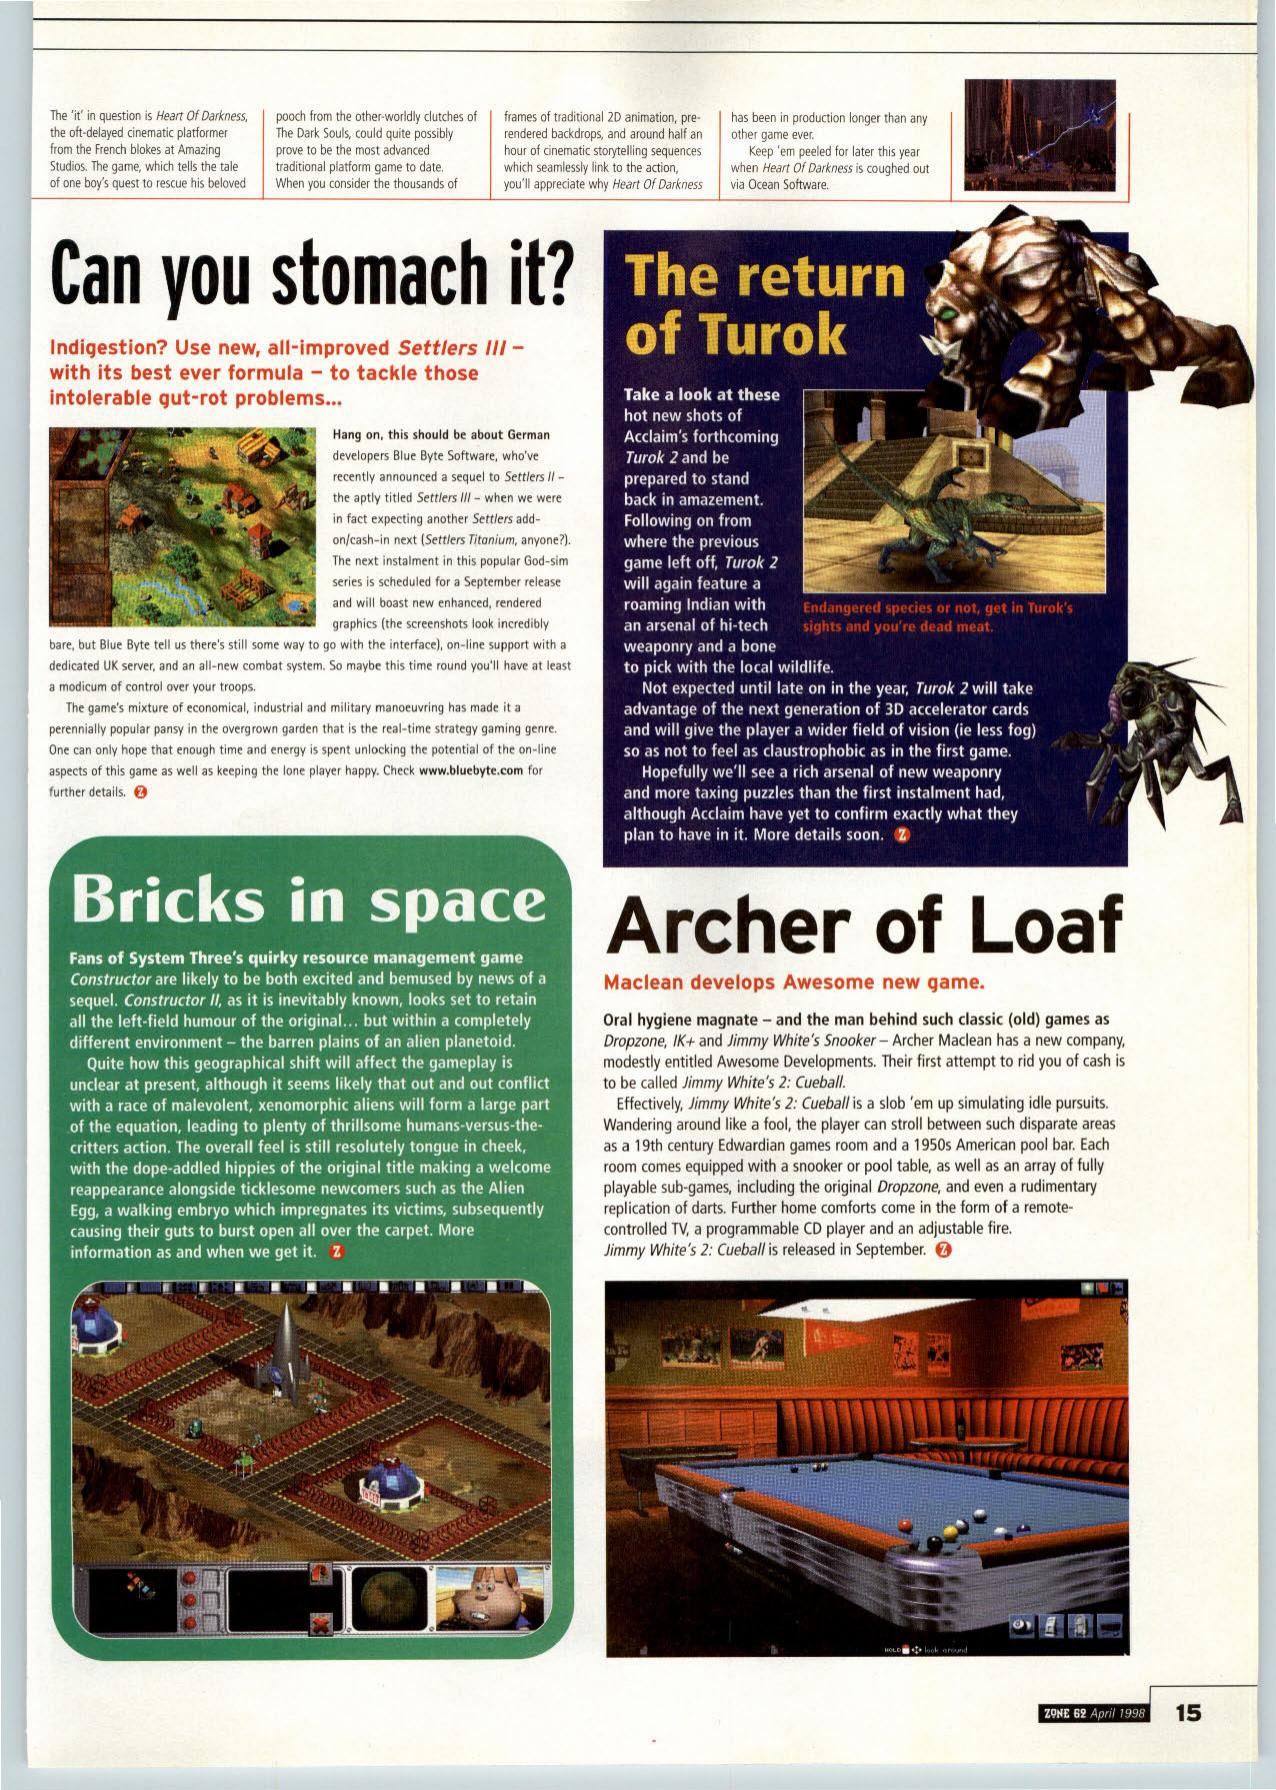 The 'it' in question is Heart Of Darkness,
the oft-delayed cinematic platformer
from the French blokes at Amazing
Studios. The game, which tells the tale
of one boy's quest to rescue his beloved
pooch from the other-worldly clutches of
The Dark Souls, could quite possibly
prove to be the most advanced
traditional platform game to date.
When you consider the thousands of
frames of traditional 2D animation, pre-
rendered backdrops, and around half an
hour of cinematic storytelling sequences
which seamlessly link to the action,
you'll appreciate why Heart Of Darkness
has been in production longer than any
other game ever.
Keep 'em peeled for later this year
when Heart Of Darkness is coughed out
via Ocean Software.
Can you stomach it?
Indigestion? Use new, all-improved Settlers III –
with its best ever formula – to tackle those
intolerable gut-rot problems...
Hang on, this should be about German
developers Blue Byte Software, who've
recently announced a sequel to Settlers II –
the aptly titled Settlers III – when we were
in fact expecting another Settlers add-
on/cash-in next (Settlers Titanium, anyone?).
The next instalment in this popular God-sim
series is scheduled for a September release
and will boast new enhanced, rendered
graphics (the screenshots look incredibly
bare, but Blue Byte tell us there's still some way to go with the interface), on-line support with a
dedicated UK server, and an all-new combat system. So maybe this time round you'll have at least
a modicum of control over your troops.
The game's mixture of economical, industrial and military manoeuvring has made it a
perennially popular pansy in the overgrown garden that is the real-time strategy gaming genre.
One can only hope that enough time and energy is spent unlocking the potential of the on-line
aspects of this game as well as keeping the lone player happy. Check www.bluebyte.com for
further details. Z
The return
of Turok
Take a look at these
hot new shots of
Acclaim's forthcoming
Turok 2 and be
prepared to stand
back in amazement.
Following on from
where the previous
game left off, Turok 2
will again feature a
roaming Indian with
an arsenal of hi-tech
weaponry and a bone
to pick with the local wildlife.
Endangered species or not, get in Turok's
sights and you're dead meat.
Not expected until late on in the year, Turok 2 will take
advantage of the next generation of 3D accelerator cards
and will give the player a wider field of vision (ie less fog)
so as not to feel as claustrophobic as in the first game.
Hopefully we'll see a rich arsenal of new weaponry
and more taxing puzzles than the first instalment had,
although Acclaim have yet to confirm exactly what they
plan to have in it. More details soon. Z
Bricks in space
Fans of System Three's quirky resource management game
Constructor are likely to be both excited and bemused by news of a
sequel. Constructor II, as it is inevitably known, looks set to retain
all the left-field humour of the original... but within a completely
different environment – the barren plains of an alien planetoid.
Quite how this geographical shift will affect the gameplay is
unclear at present, although it seems likely that out and out conflict
with a race of malevolent, xenomorphic aliens will form a large part
of the equation, leading to plenty of thrillsome humans-versus-the-
critters action. The overall feel is still resolutely tongue in cheek,
with the dope-addled hippies of the original title making a welcome
reappearance alongside ticklesome newcomers such as the Alien
Egg, a walking embryo which impregnates its victims, subsequently
causing their guts to burst open all over the carpet. More
information as and when we get it. Z
Archer of Loaf
Maclean develops Awesome new game.
Oral hygiene magnate – and the man behind such classic (old) games as
Dropzone, IK+ and Jimmy White's Snooker – Archer Maclean has a new company,
modestly entitled Awesome Developments. Their first attempt to rid you of cash is
to be called Jimmy White's 2: Cueball.
Effectively, Jimmy White's 2: Cueball is a slob 'em up simulating idle pursuits.
Wandering around like a fool, the player can stroll between such disparate areas
as a 19th century Edwardian games room and a 1950s American pool bar. Each
room comes equipped with a snooker or pool table, as well as an array of fully
playable sub-games, including the original Dropzone, and even a rudimentary
replication of darts. Further home comforts come in the form of a remote-
controlled TV, a programmable CD player and an adjustable fire.
Jimmy White's 2: Cueball is released in September. Z
HOLD look around
ZONE 62 April 1998 15